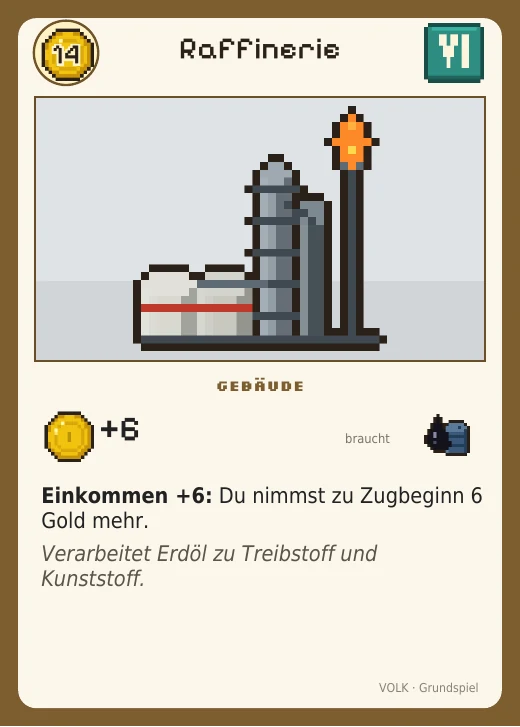 14
Raffinerie
VI
GEBÄUDE
+6
braucht
Einkommen +6: Du nimmst zu Zugbeginn 6
Gold mehr.
Verarbeitet Erdöl zu Treibstoff und
Kunststoff.
VOLK · Grundspiel